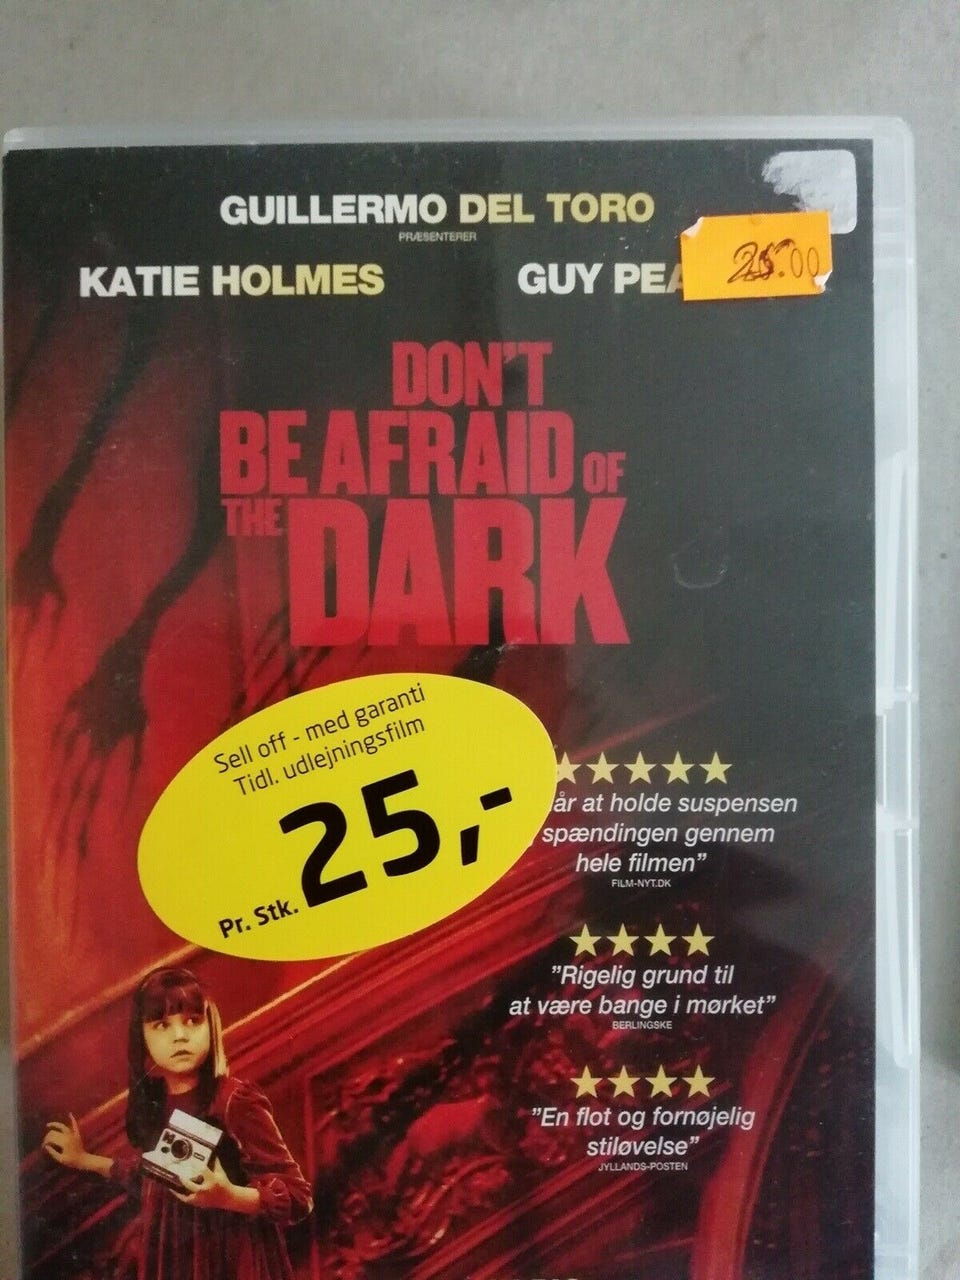 GUILLERMO DEL TORO
PRÆSENTERER
KATIE HOLMES GUY
25.00
DON'T
BE AFRAID OF
THE DARK
Sell off - med garanti
Tidl. udlejningsfilm
Pr. Stk. 25,-
at holde suspensen
spændingen gennem
hele filmen"
FILM-NYT.DK
"Rigelig grund til
at være bange i mørket"
BERLINGSKE
"En flot og fornøjelig
stiløvelse"
JYLLANDS-POSTEN